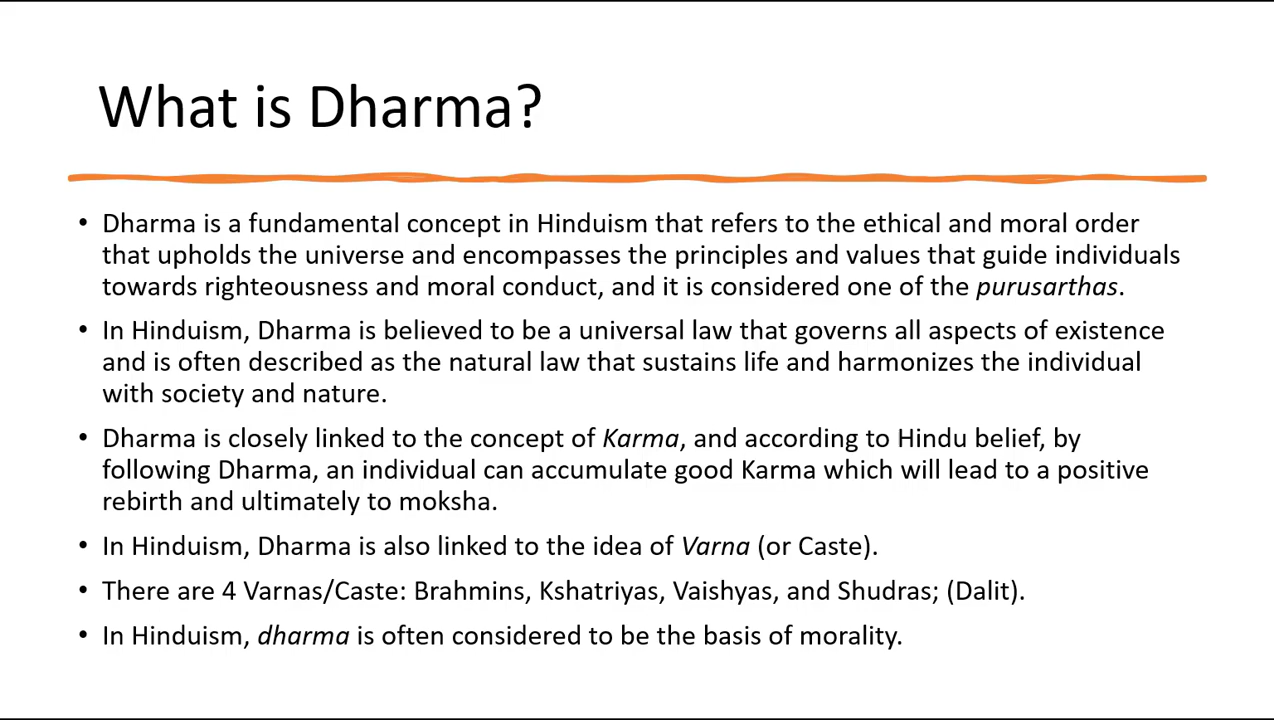 What is Dharma?
• Dharma is a fundamental concept in Hinduism that refers to the ethical and moral order
that upholds the universe and encompasses the principles and values that guide individuals
towards righteousness and moral conduct, and it is considered one of the purusarthas.
• In Hinduism, Dharma is believed to be a universal law that governs all aspects of existence
and is often described as the natural law that sustains life and harmonizes the individual
with society and nature.
• Dharma is closely linked to the concept of Karma, and according to Hindu belief, by
following Dharma, an individual can accumulate good Karma which will lead to a positive
rebirth and ultimately to moksha.
• In Hinduism, Dharma is also linked to the idea of Varna (or Caste).
• There are 4 Varnas/Caste: Brahmins, Kshatriyas, Vaishyas, and Shudras; (Dalit).
• In Hinduism, dharma is often considered to be the basis of morality.